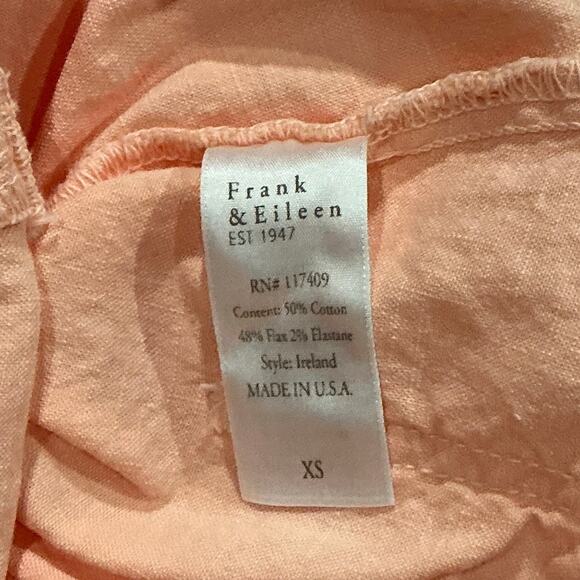 Frank
& Eileen
EST 1947
RN# 117409
Content: 50% Cotton
48% Flax 2% Elastane
Style: Ireland
MADE IN U.S.A.
XS